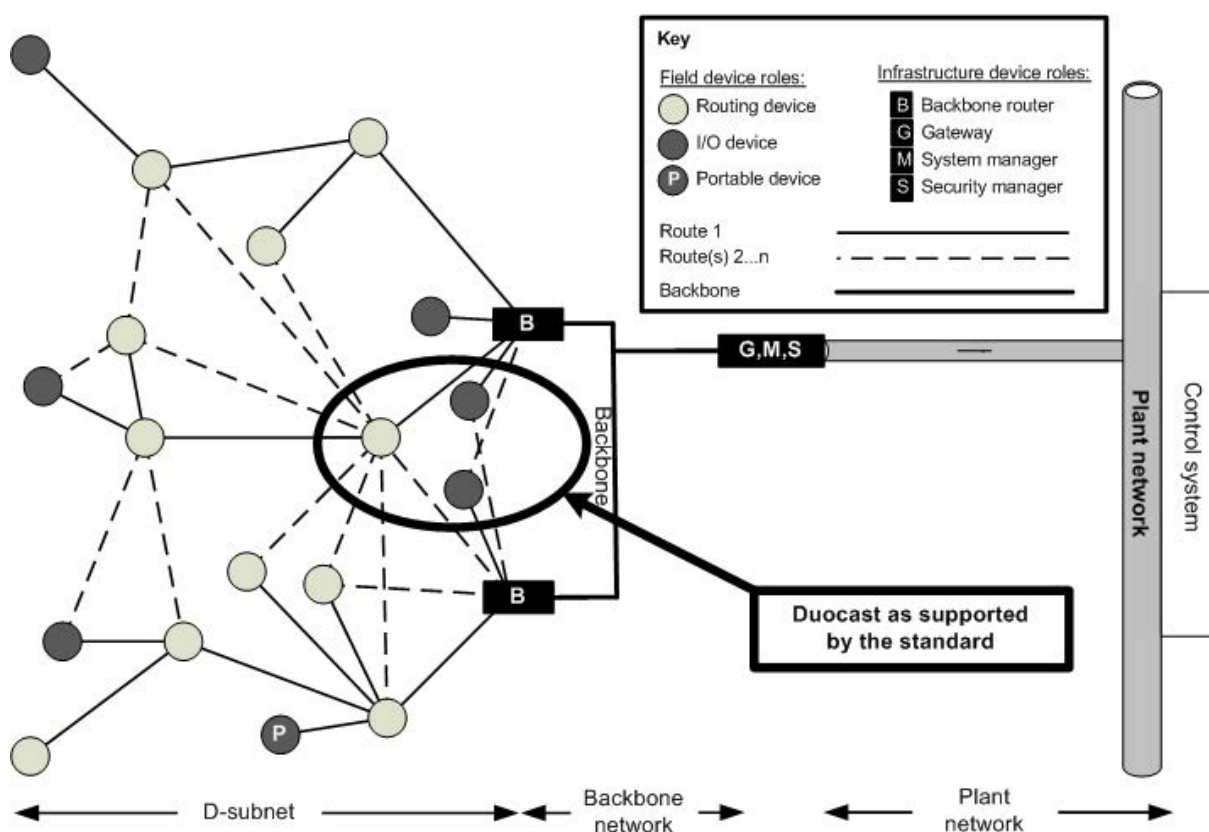 Key
Field device roles:
Routing device
I/O device
P Portable device
Infrastructure device roles:
B Backbone router
G Gateway
M System manager
S Security manager
Route 1
Route(s) 2...n
Backbone
B
G,M,S
Backbone
Plant network
Control system
B
Duocast as supported
by the standard
P
D-subnet
Backbone
network
Plant
network